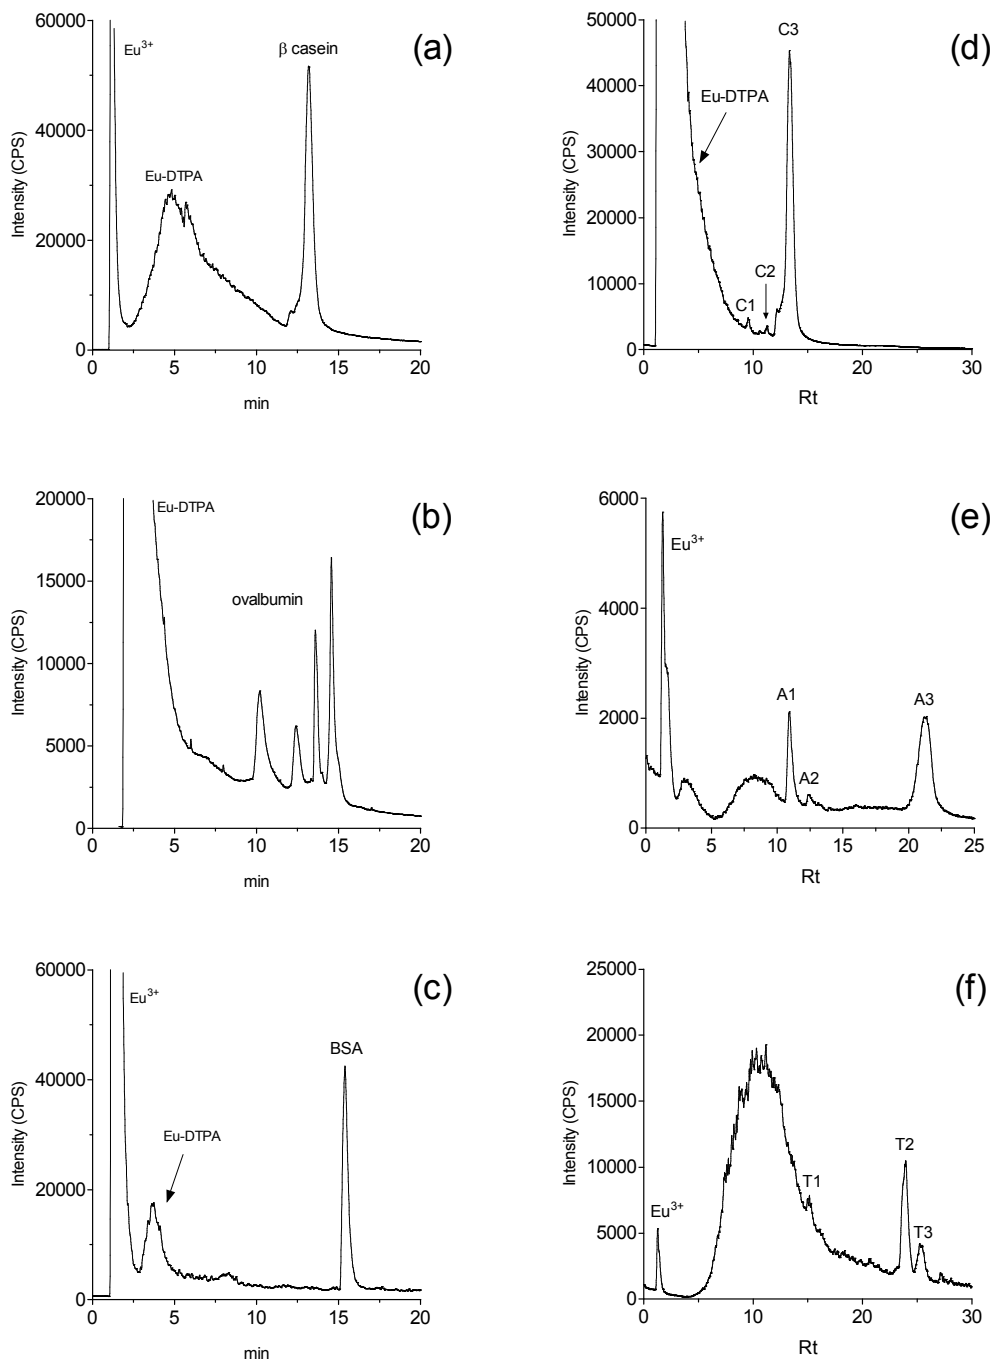 (a)
60000
40000
20000
0
Intensity (CPS)
Eu3+
Eu-DTPA
β casein
0 5 10 15 20
min
(d)
50000
40000
30000
20000
10000
0
Intensity (CPS)
Eu-DTPA
C1
C2
C3
0 10 20 30
Rt
(b)
20000
15000
10000
5000
0
Intensity (CPS)
Eu-DTPA
ovalbumin
0 5 10 15 20
min
(e)
6000
4000
2000
0
Intensity (CPS)
Eu3+
A1
A2
A3
0 5 10 15 20 25
Rt
(c)
60000
40000
20000
0
Intensity (CPS)
Eu3+
Eu-DTPA
BSA
0 5 10 15 20
min
(f)
25000
20000
15000
10000
5000
0
Intensity (CPS)
Eu3+
T1
T2
T3
0 10 20 30
Rt